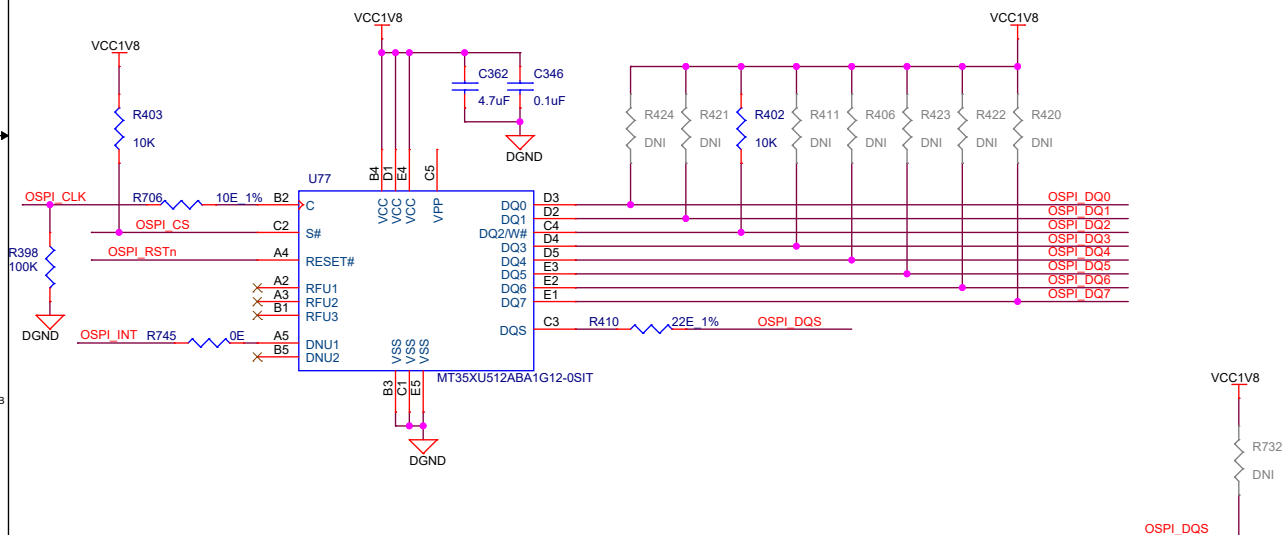 VCC1V8
VCC1V8
VCC1V8
C362
4.7uF
C346
0.1uF
DGND
R403
10K
R424
DNI
R421
DNI
R402
10K
R411
DNI
R406
DNI
R423
DNI
R422
DNI
R420
DNI
U77
B4
D1
E4
C5
VCC
VCC
VCC
VPP
OSPI_CLK
R706
10E_1%
B2
C
OSPI_CS
C2
S#
OSPI_RSTn
A4
RESET#
R398
100K
DGND
A2
RFU1
A3
RFU2
B1
RFU3
OSPI_INT
R745
0E
A5
DNU1
B5
DNU2
DQ0
D3
OSPI_DQ0
DQ1
D2
OSPI_DQ1
DQ2/W#
C4
OSPI_DQ2
DQ3
D4
OSPI_DQ3
DQ4
D5
OSPI_DQ4
DQ5
E3
OSPI_DQ5
DQ6
E2
OSPI_DQ6
DQ7
E1
OSPI_DQ7
DQS
C3
R410
22E_1%
OSPI_DQS
VSS
VSS
VSS
B3
C1
E5
MT35XU512ABA1G12-0SIT
DGND
B
VCC1V8
R732
DNI
OSPI_DQS